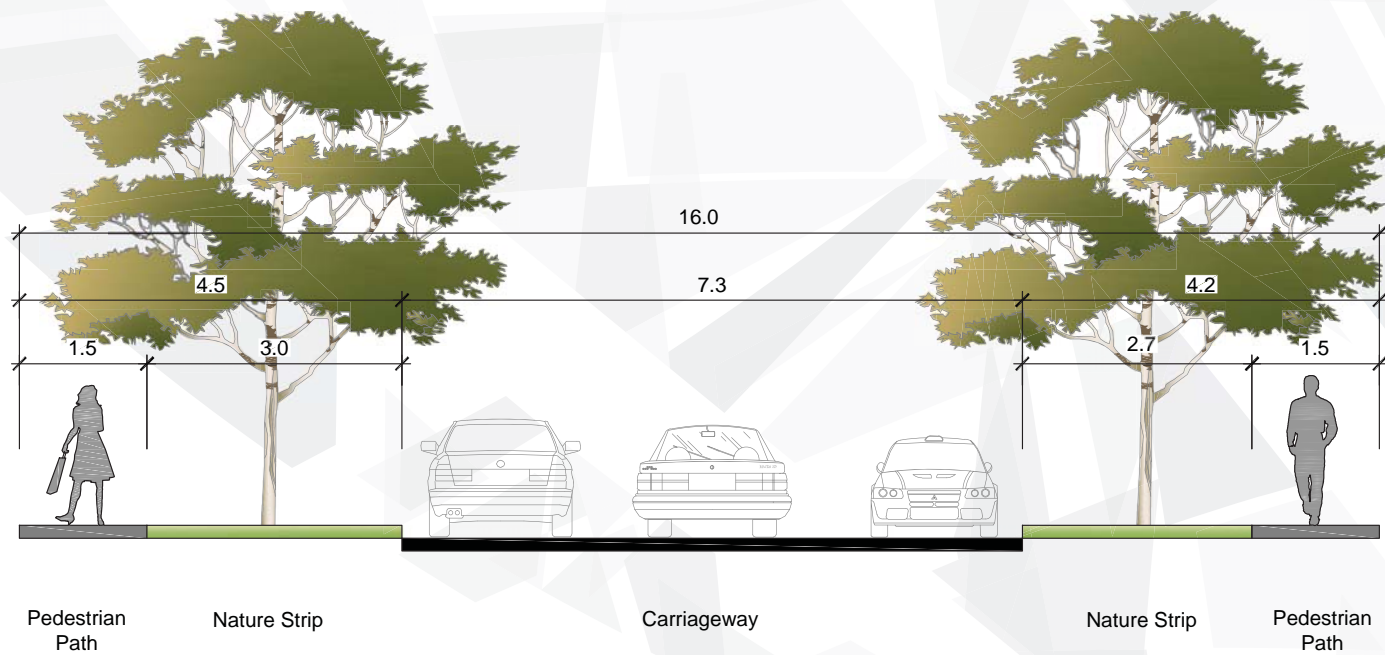 16.0
4.5
7.3
4.2
1.5
3.0
2.7
1.5
Pedestrian
Path
Nature Strip
Carriageway
Nature Strip
Pedestrian
Path